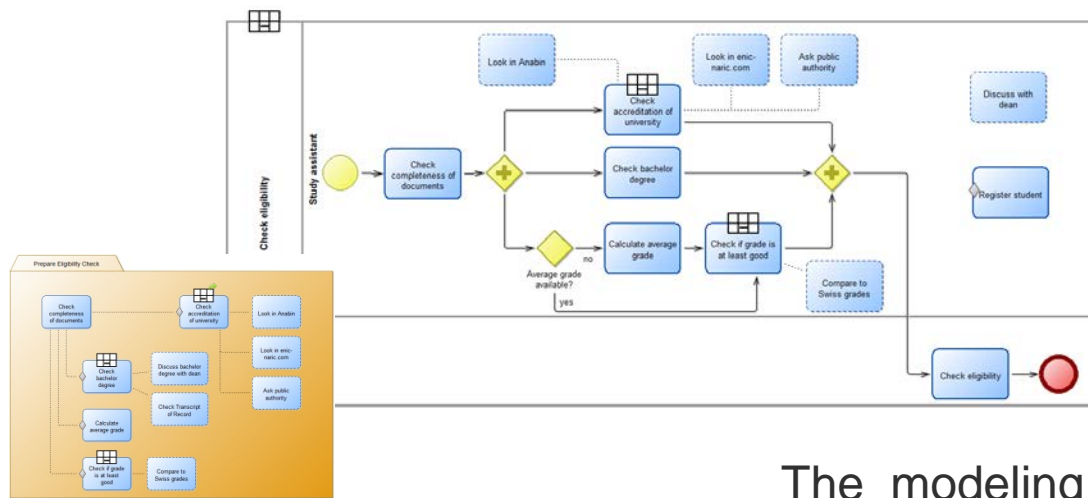 Check eligibility
Study assistant
Check
completeness of
documents
Look in Anabin
Check
accreditation of
university
Look in enic-
naric.com
Ask public
authority
Discuss with
dean
Check bachelor
degree
Register student
Average grade
available?
no
yes
Calculate average
grade
Check if grade is
at least good
Compare to
Swiss grades
Check eligibility
Prepare Eligibility Check
Check
completeness
of documents
Check
accreditation
of university
Look in Anabin
Look in enic-
naric.com
Ask public
authority
Check
bachelor
degree
Discuss bachelor
degree with dean
Check Transcript
of Record
Calculate
average grade
Check if grade
is at least
good
Compare to
Swiss grades
The modeling